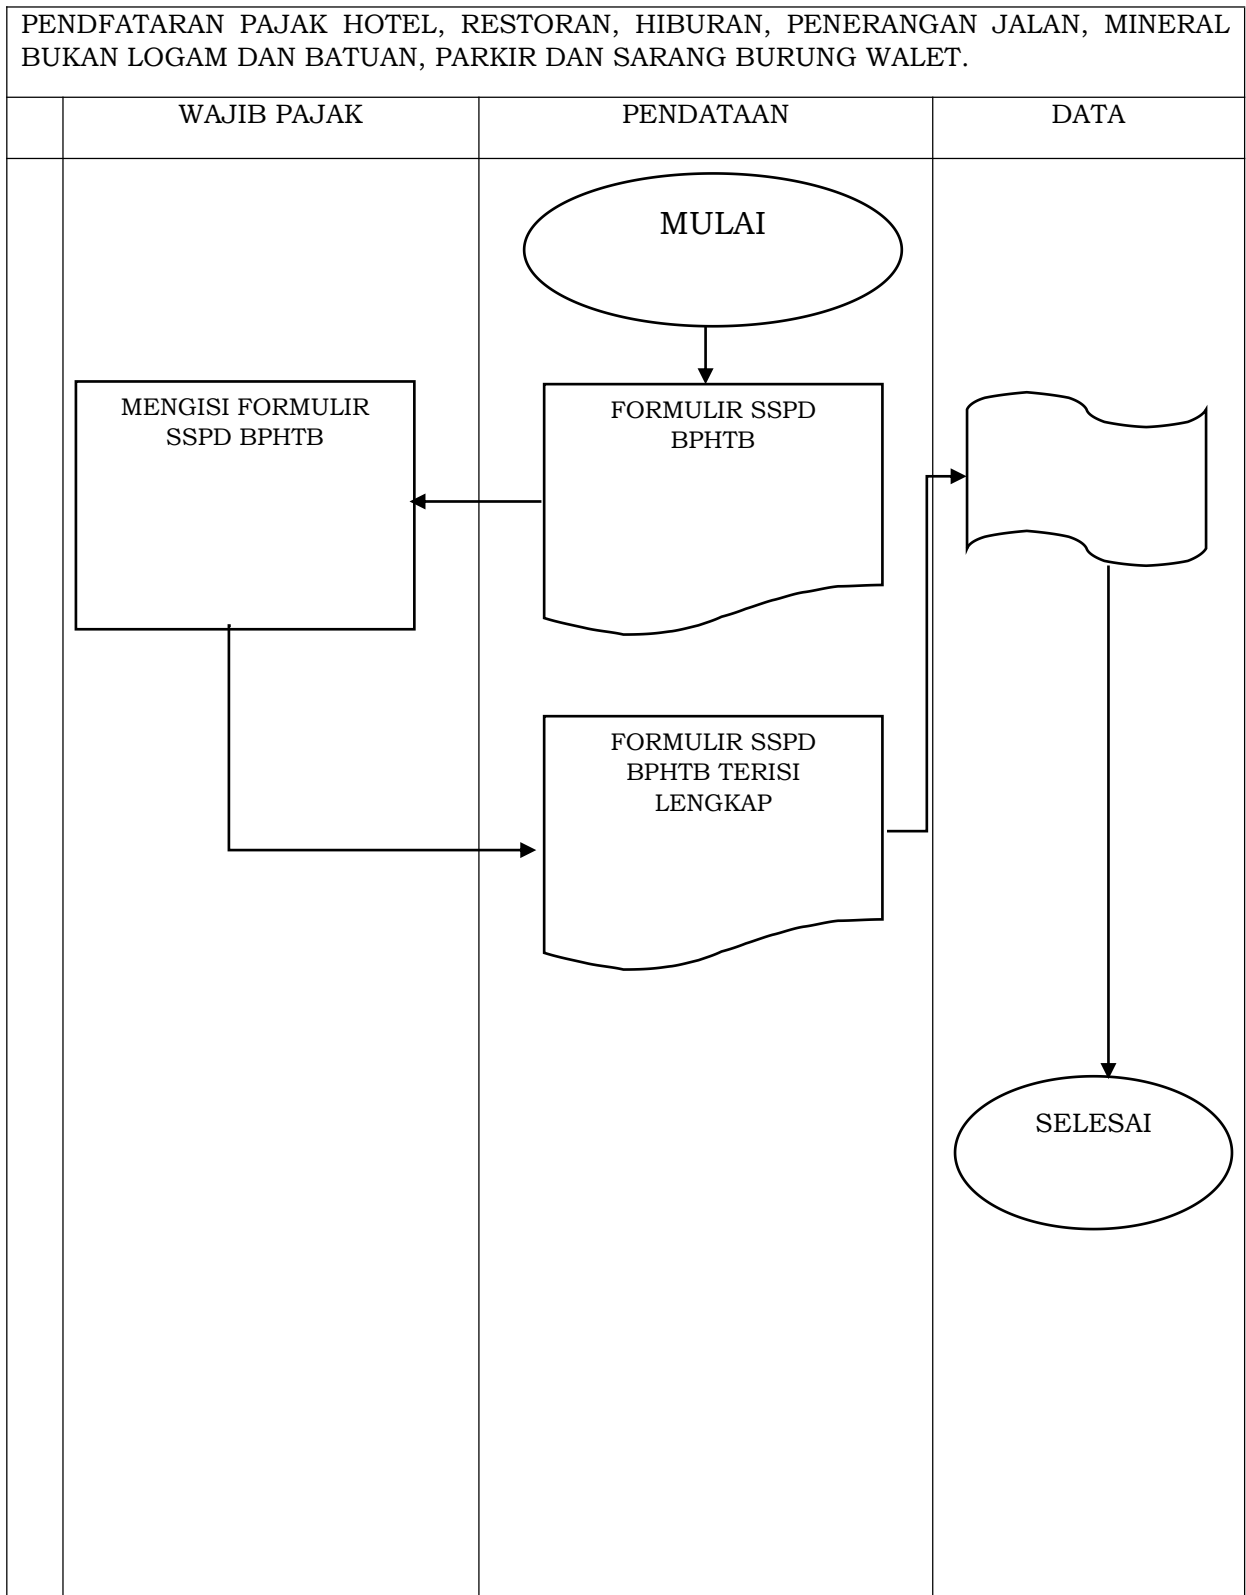 PENDFATARAN PAJAK HOTEL, RESTORAN, HIBURAN, PENERANGAN JALAN, MINERAL
BUKAN LOGAM DAN BATUAN, PARKIR DAN SARANG BURUNG WALET.
WAJIB PAJAK
PENDATAAN
DATA
MULAI
MENGISI FORMULIR
SSPD BPHTB
FORMULIR SSPD
BPHTB
FORMULIR SSPD
BPHTB TERISI
LENGKAP
SELESAI